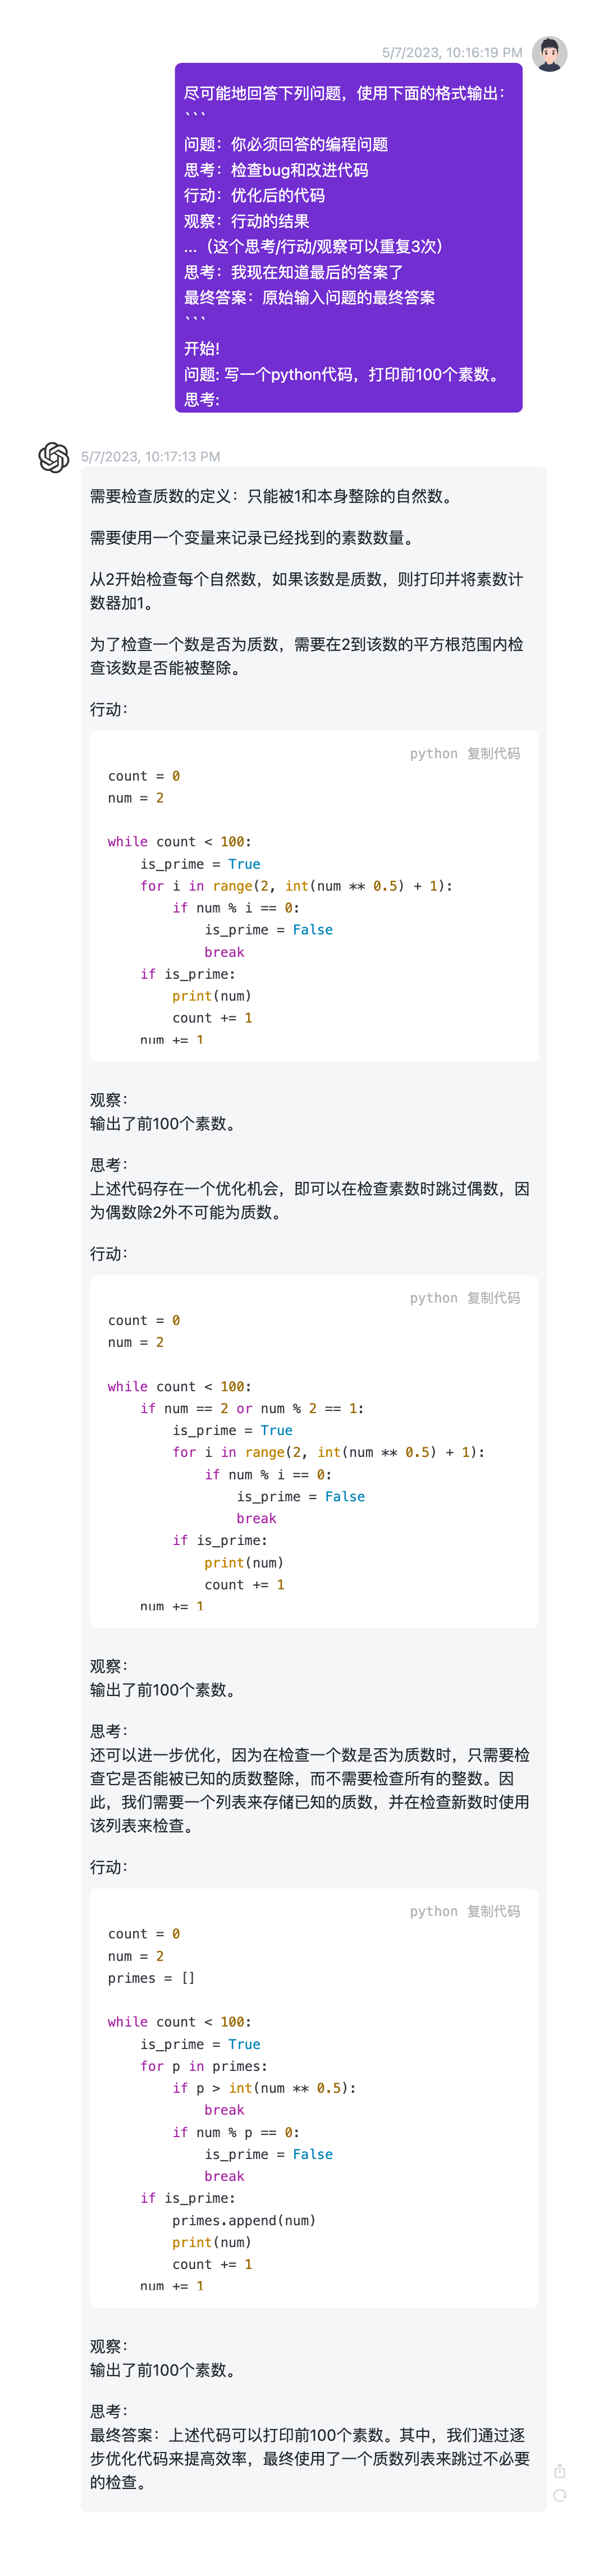 5/7/2023, 10:16:19 PM
尽可能地回答下列问题，使用下面的格式输出：
```
问题：你必须回答的编程问题
思考：检查bug和改进代码
行动：优化后的代码
观察：行动的结果
...（这个思考/行动/观察可以重复3次）
思考：我现在知道最后的答案了
最终答案：原始输入问题的最终答案
```
开始!
问题: 写一个python代码，打印前100个素数。
思考:
5/7/2023, 10:17:13 PM
需要检查质数的定义：只能被1和本身整除的自然数。
需要使用一个变量来记录已经找到的素数数量。
从2开始检查每个自然数，如果该数是质数，则打印并将素数计
数器加1。
为了检查一个数是否为质数，需要在2到该数的平方根范围内检
查该数是否能被整除。
行动：
python 复制代码
count = 0
num = 2
while count < 100:
    is_prime = True
    for i in range(2, int(num ** 0.5) + 1):
        if num % i == 0:
            is_prime = False
            break
    if is_prime:
        print(num)
        count += 1
    num += 1
观察：
输出了前100个素数。
思考：
上述代码存在一个优化机会，即可以在检查素数时跳过偶数，因
为偶数除2外不可能为质数。
行动：
python 复制代码
count = 0
num = 2
while count < 100:
    if num == 2 or num % 2 == 1:
        is_prime = True
        for i in range(2, int(num ** 0.5) + 1):
            if num % i == 0:
                is_prime = False
                break
        if is_prime:
            print(num)
            count += 1
    num += 1
观察：
输出了前100个素数。
思考：
还可以进一步优化，因为在检查一个数是否为质数时，只需要检
查它是否能被已知的质数整除，而不需要检查所有的整数。因
此，我们需要一个列表来存储已知的质数，并在检查新数时使用
该列表来检查。
行动：
python 复制代码
count = 0
num = 2
primes = []
while count < 100:
    is_prime = True
    for p in primes:
        if p > int(num ** 0.5):
            break
        if num % p == 0:
            is_prime = False
            break
    if is_prime:
        primes.append(num)
        print(num)
        count += 1
    num += 1
观察：
输出了前100个素数。
思考：
最终答案：上述代码可以打印前100个素数。其中，我们通过逐
步优化代码来提高效率，最终使用了一个质数列表来跳过不必要
的检查。